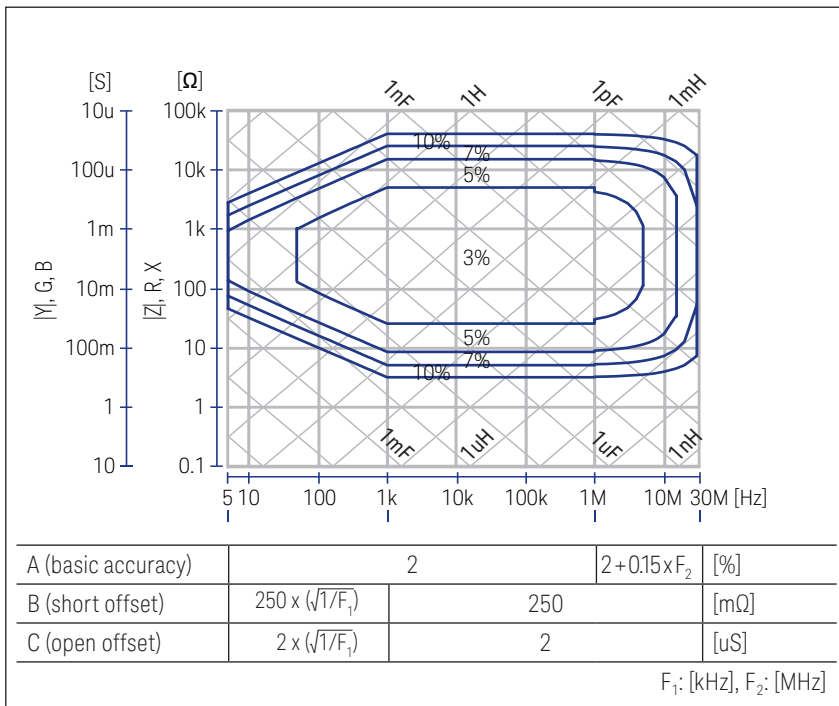 [S] [Ω] 1nF 1H 1pF 1mH
10u 100k
10%
7%
100u 10k
5%
1m 1k
|Y|, G, B |Z|, R, X
3%
10m 100
5%
100m 10
7%
10%
1 1
1mF 1uH 1uF 1nH
10 0.1
5 10 100 1k 10k 100k 1M 10M 30M [Hz]
A (basic accuracy) 2 2+0.15xF₂ [%]
B (short offset) 250 x (√1/F₁) 250 [mΩ]
C (open offset) 2 x (√1/F₁) 2 [uS]
F₁: [kHz], F₂: [MHz]